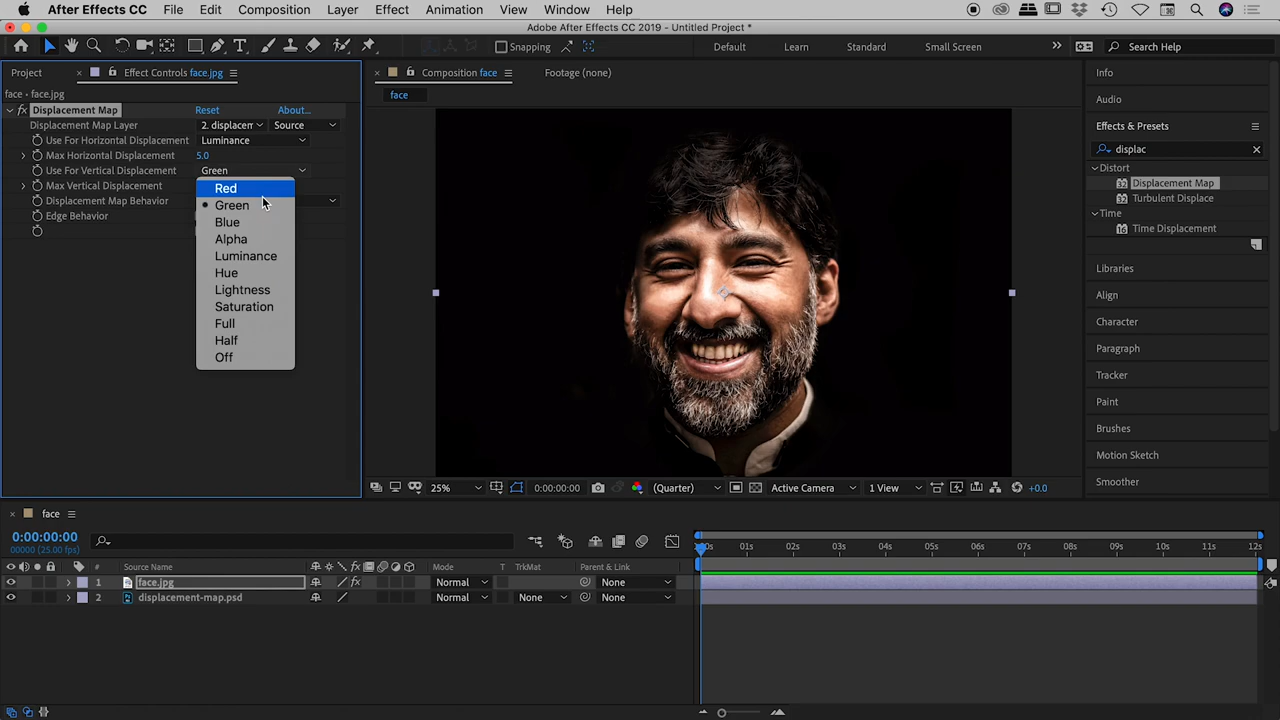 After Effects CC File Edit Composition Layer Effect Animation View Window Help
Adobe After Effects CC 2019 - Untitled Project *
Snapping Default Learn Standard Small Screen Search Help
Project Effect Controls face.jpg Composition face Footage (none) Info
face • face.jpg face
Displacement Map Reset About... Audio
Displacement Map Layer 2. displacem Source Effects & Presets
Use For Horizontal Displacement Luminance
displac
Max Horizontal Displacement 5.0
Use For Vertical Displacement Green Distort
Max Vertical Displacement Displacement Map
Displacement Map Behavior Turbulent Displace
Edge Behavior Time
Time Displacement
Red
Green
Blue
Alpha
Luminance
Hue
Lightness
Saturation
Full
Half
Off
Libraries
Align
Character
Paragraph
Tracker
Paint
Brushes
Motion Sketch
Smoother
25% 0:00:00:00 (Quarter) Active Camera 1 View +0.0
face
0:00:00:00
00000 (25.00 fps)
01s 02s 03s 04s 05s 06s 07s 08s 09s 10s 11s 12s
# Source Name Mode T TrkMat Parent & Link
1 face.jpg Normal None
2 displacement-map.psd Normal None None